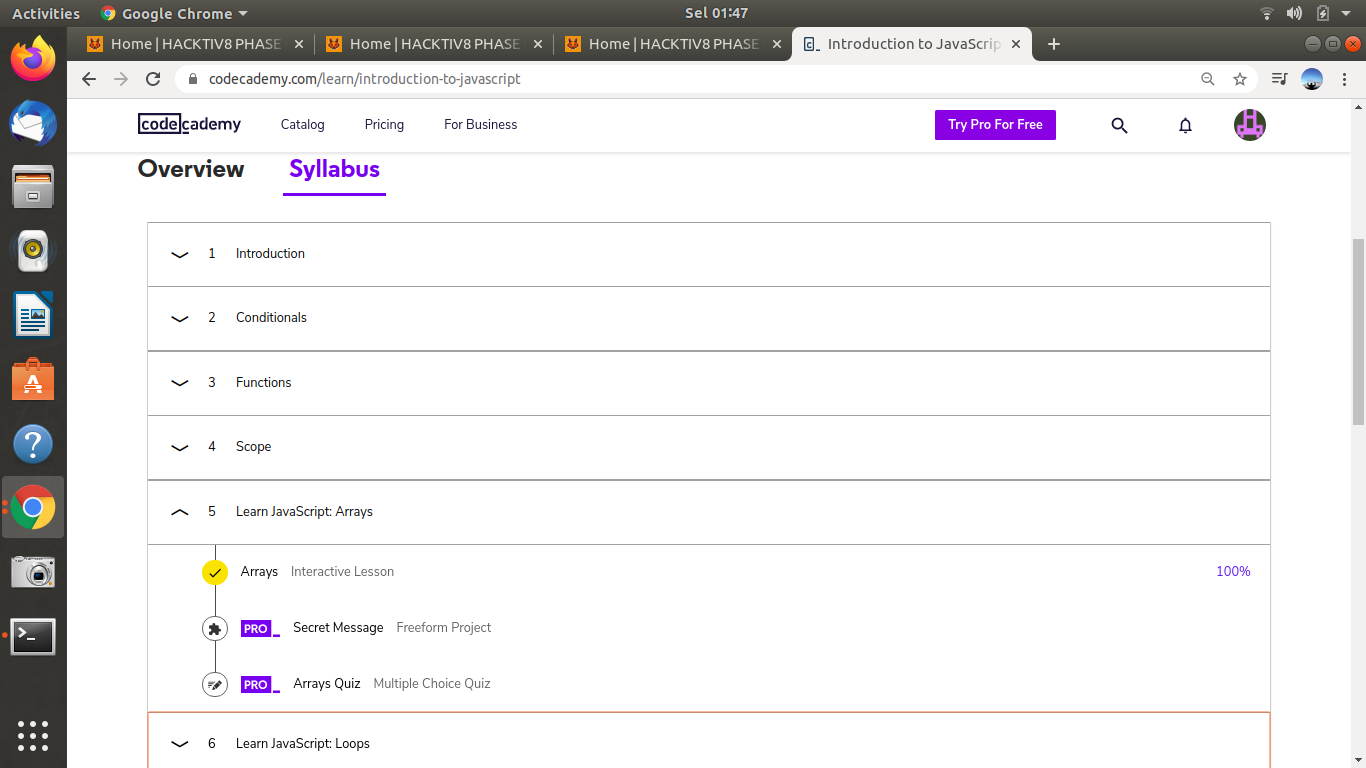 Activities Google Chrome Sel 01:47
Home | HACKTIV8 PHASE Home | HACKTIV8 PHASE Home | HACKTIV8 PHASE Introduction to JavaScrip
codecademy.com/learn/introduction-to-javascript
codecademy Catalog Pricing For Business Try Pro For Free
Overview Syllabus
1 Introduction
2 Conditionals
3 Functions
4 Scope
5 Learn JavaScript: Arrays
Arrays Interactive Lesson 100%
PRO Secret Message Freeform Project
PRO Arrays Quiz Multiple Choice Quiz
6 Learn JavaScript: Loops